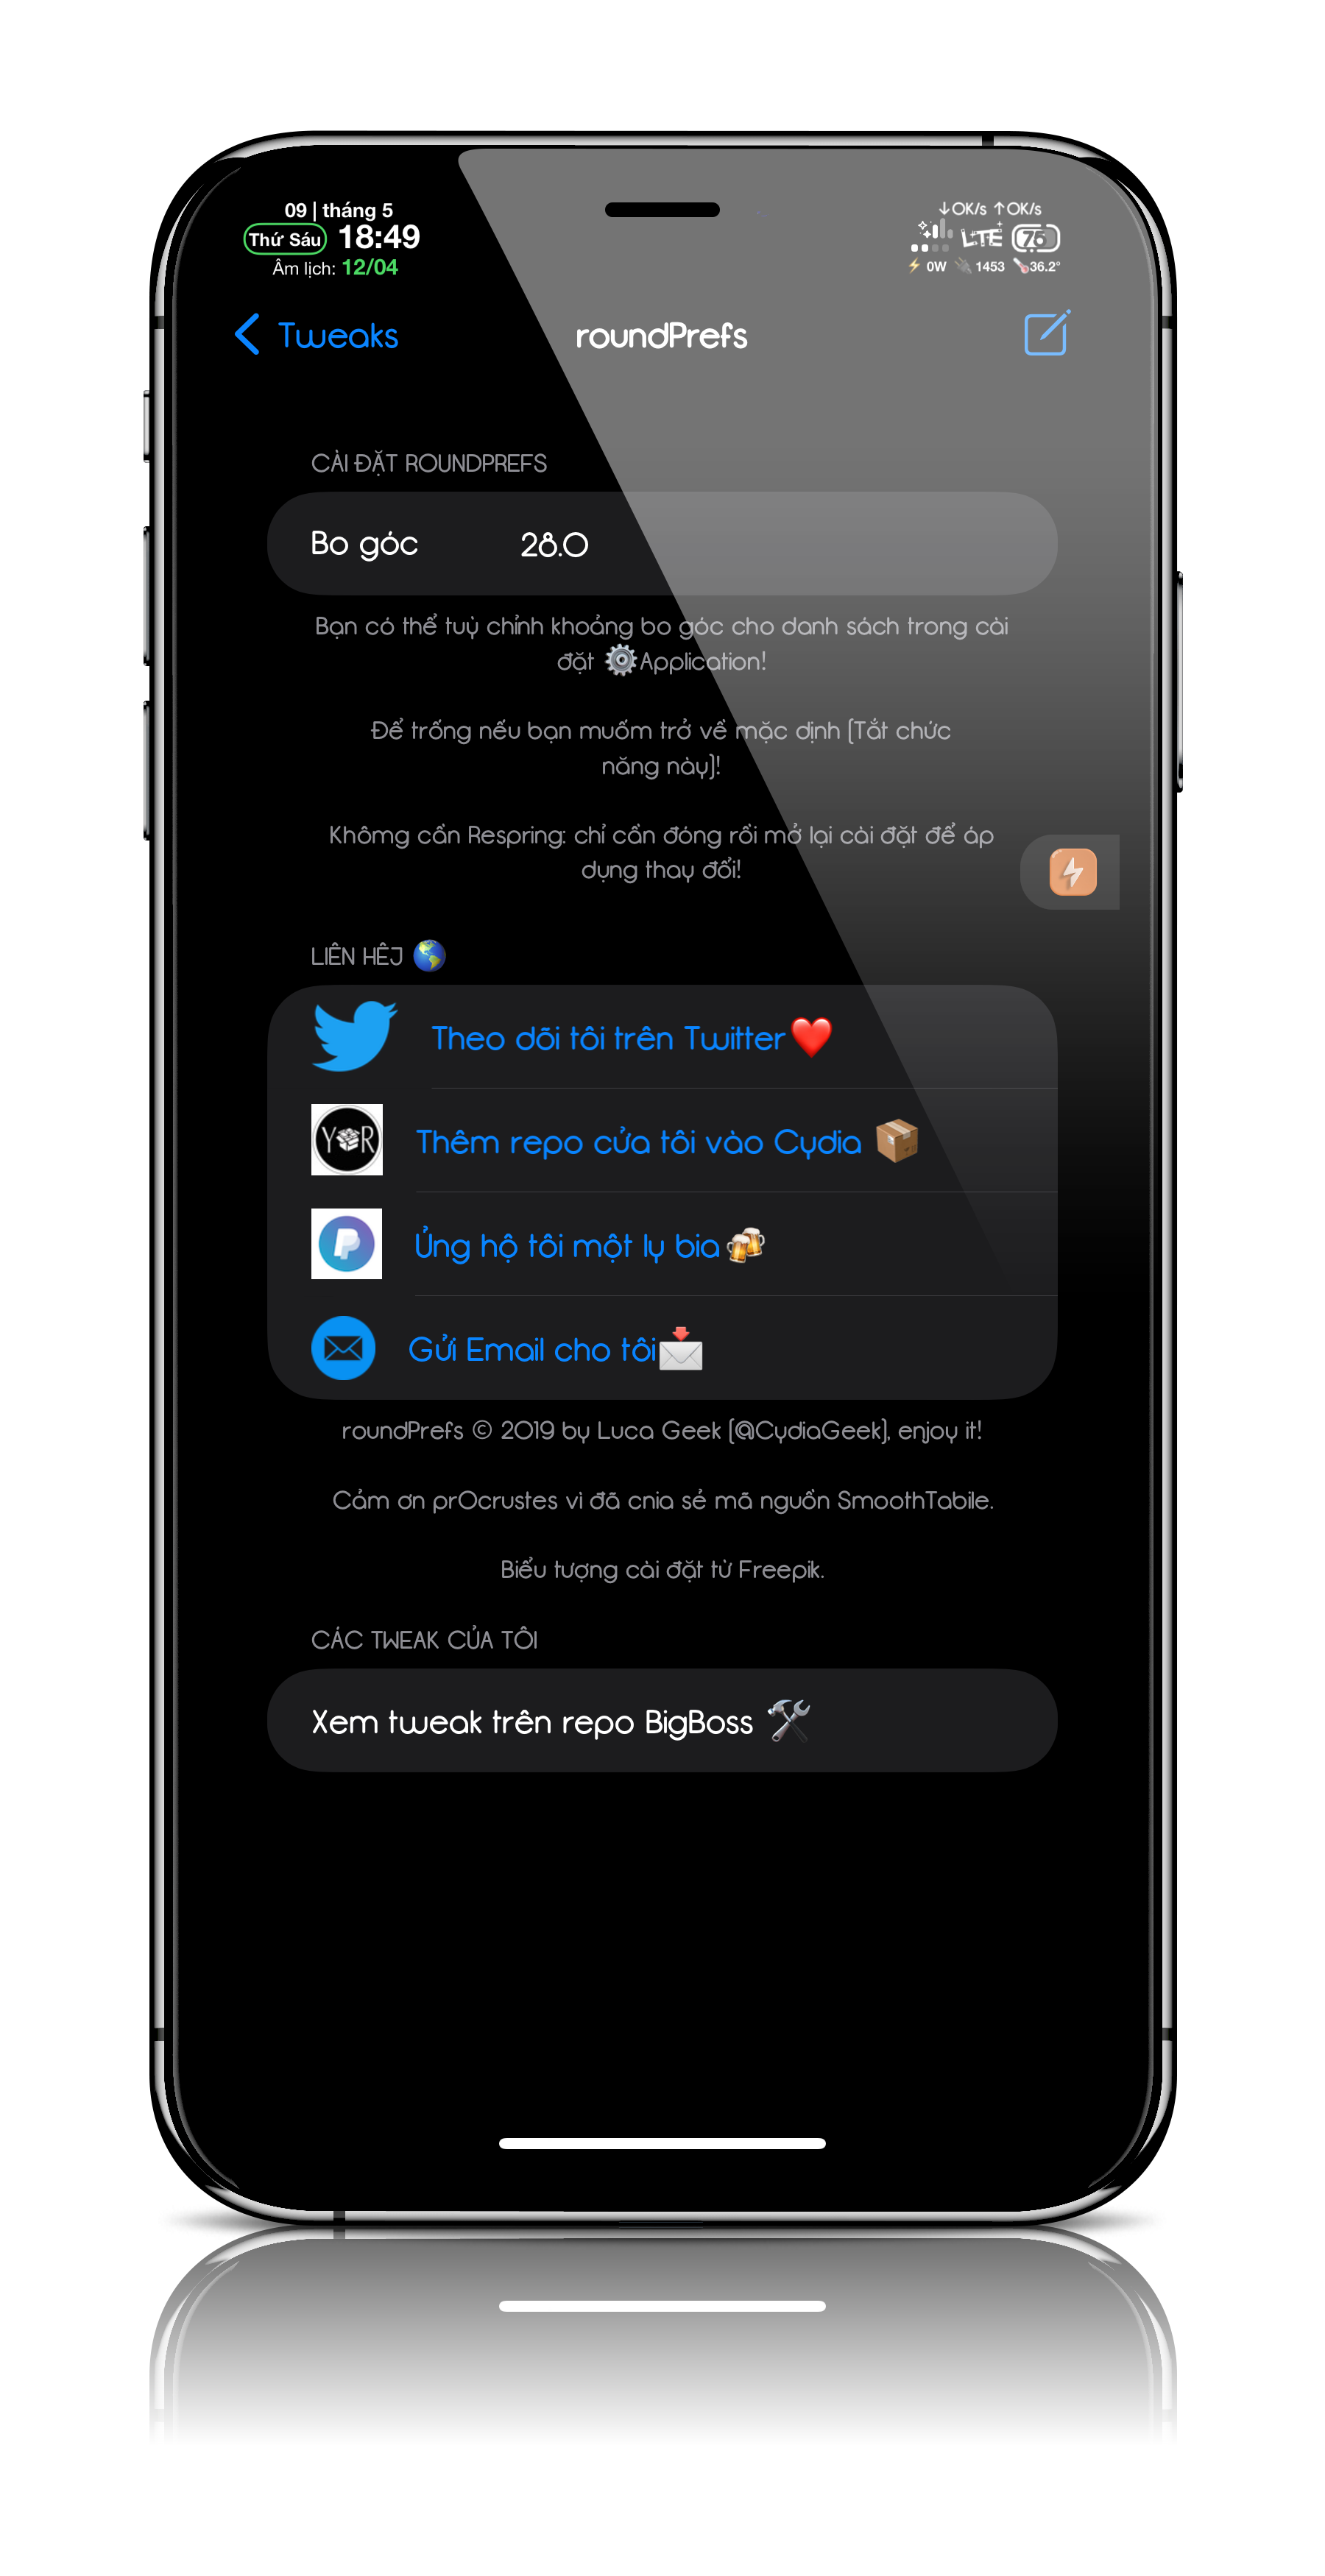 09 | tháng 5
Thứ Sáu 18:49
Âm lịch: 12/04
↓0K/s ↑0K/s
LTE 76
⚡ 0W 🔌 1453 🌡️36.2°
Tweaks
roundPrefs
CÀI ĐẶT ROUNDPREFS
Bo góc 28.0
Bạn có thể tuỳ chỉnh khoảng bo góc cho danh sách trong cài
đặt ⚙️Application!
Để trống nếu bạn muốm trở về mặc dịnh (Tắt chức
năng này)!
Khômg cần Respring: chỉ cần đóng rồi mở lại cài đặt để áp
dụng thay đổi!
LIÊN HÊJ 🌎
Theo dõi tôi trên Twitter❤️
Y R
Thêm repo cửa tôi vào Cydia 📦
Ủng hộ tôi một ly bia🍻
Gửi Email cho tôi📩
roundPrefs © 2019 by Luca Geek (@CydiaGeek), enjoy it!
Cảm ơn pr0crustes vì đã cnia sẻ mã nguồn SmoothTabile.
Biểu tượng cài đặt từ Freepik.
CÁC TWEAK CỦA TÔI
Xem tweak trên repo BigBoss 🛠️